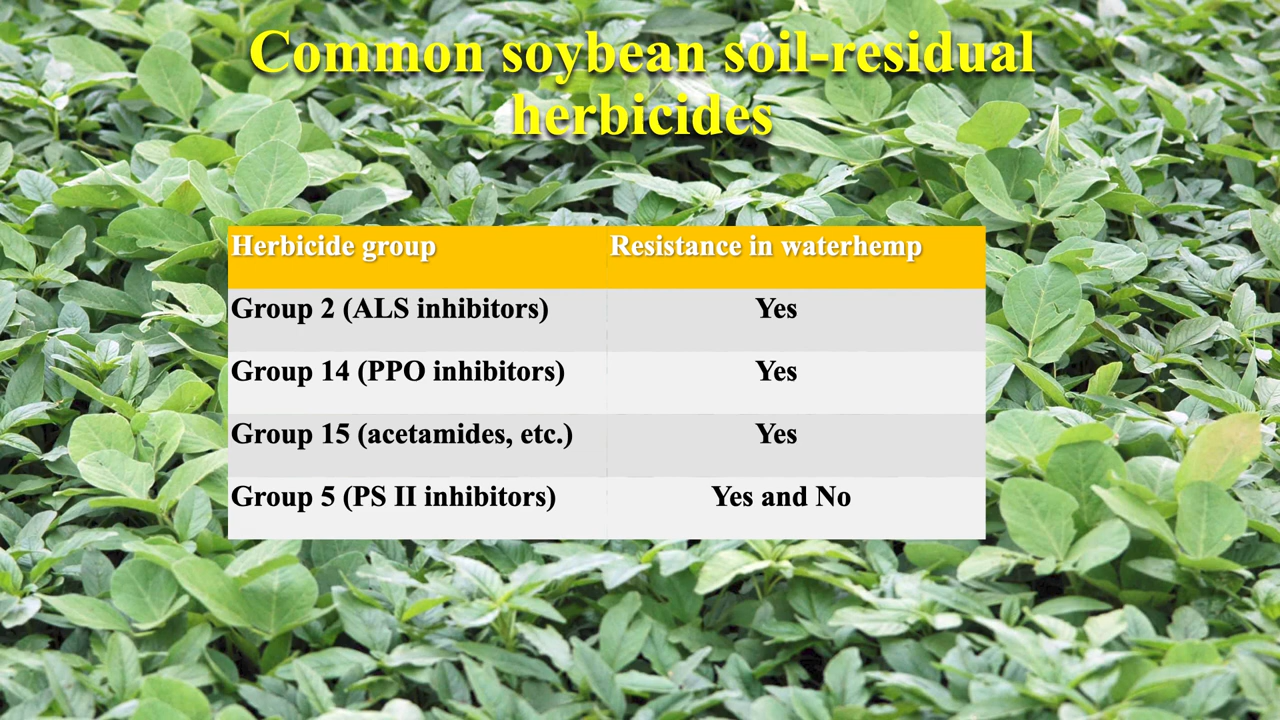 Common soybean soil-residual
herbicides
Herbicide group Resistance in waterhemp
Group 2 (ALS inhibitors) Yes
Group 14 (PPO inhibitors) Yes
Group 15 (acetamides, etc.) Yes
Group 5 (PS II inhibitors) Yes and No